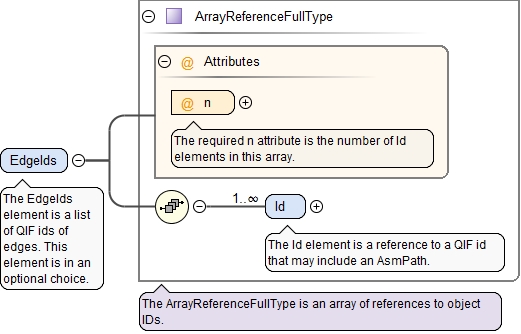 ArrayReferenceFullType
@ Attributes
@ n
The required n attribute is the number of Id
elements in this array.
EdgeIds
The EdgeIds
element is a list
of QIF ids of
edges. This
element is in an
optional choice.
1..∞
Id
The Id element is a reference to a QIF id
that may include an AsmPath.
The ArrayReferenceFullType is an array of references to object
IDs.